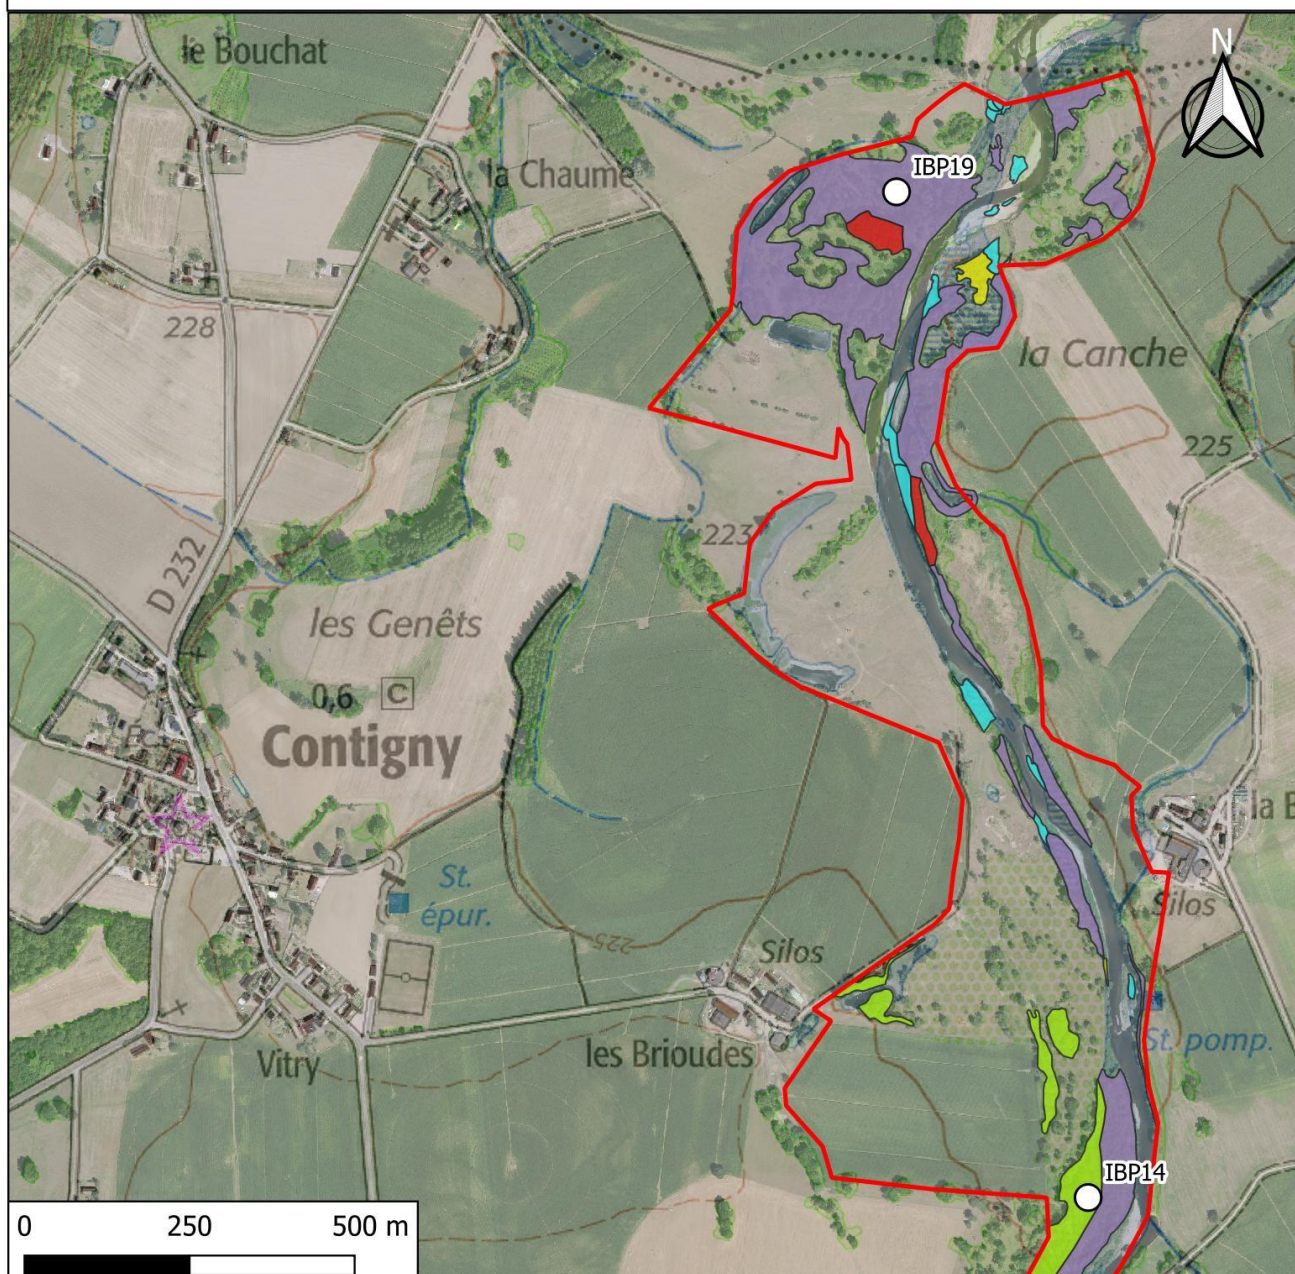 le Bouchat
N
la Chaume
IBP19
228
la Canche
225
D 232
223
les Genêts
0,6 C
Contigny
la B
St.
épur.
Silos
225
Silos
Vitry
les Brioudes
St. pomp.
IBP14
0 250 500 m